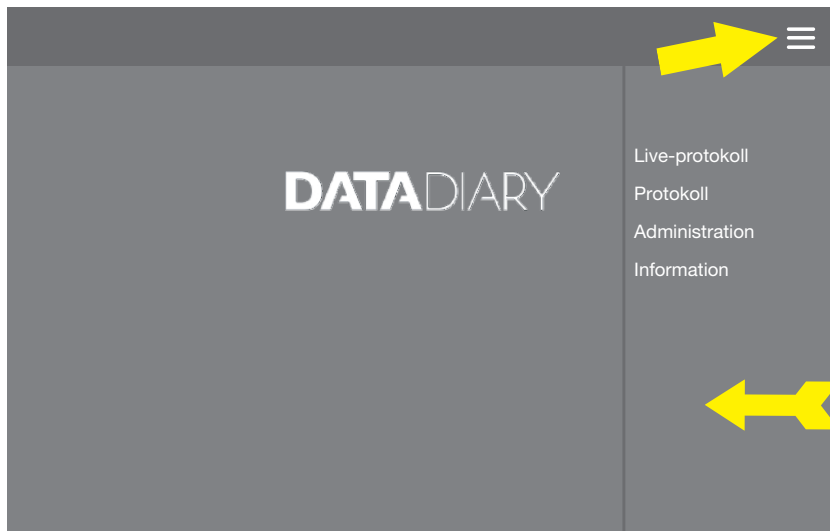 DATADIARY
Live-protokoll
Protokoll
Administration
Information